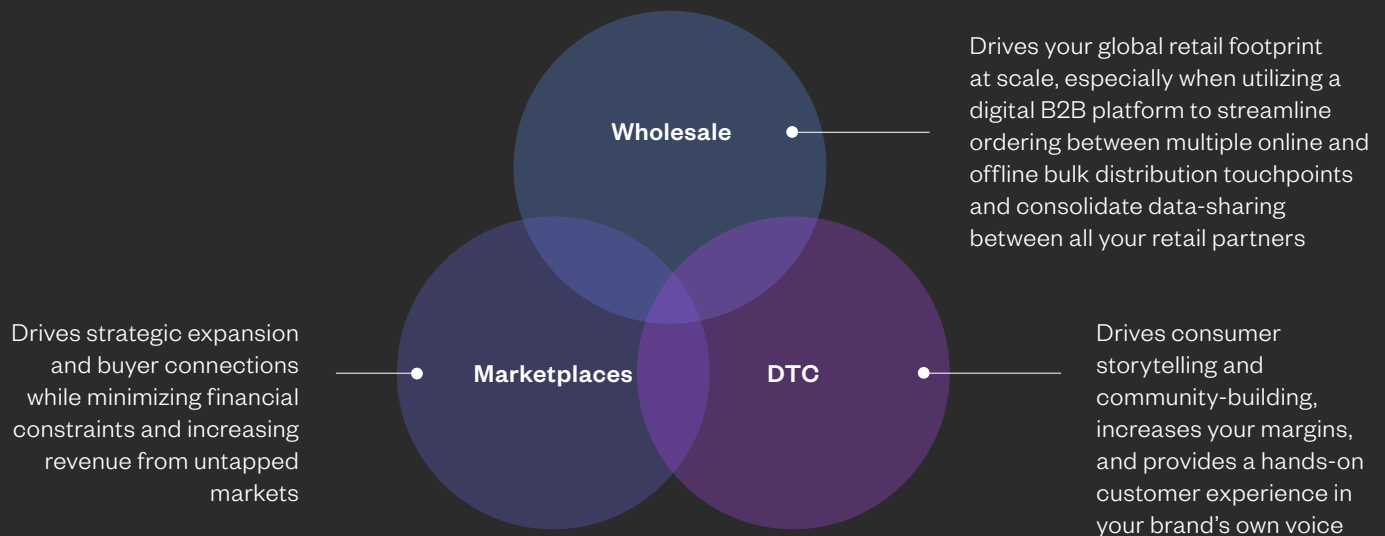 Wholesale
Drives your global retail footprint
at scale, especially when utilizing a
digital B2B platform to streamline
ordering between multiple online and
offline bulk distribution touchpoints
and consolidate data-sharing
between all your retail partners
Drives strategic expansion
and buyer connections
while minimizing financial
constraints and increasing
revenue from untapped
markets
Marketplaces
DTC
Drives consumer
storytelling and
community-building,
increases your margins,
and provides a hands-on
customer experience in
your brand’s own voice